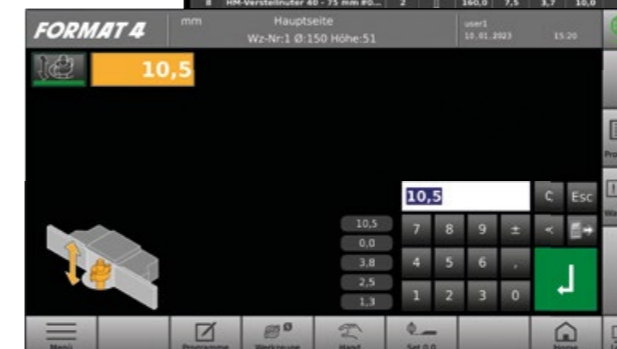 8 HM-Verstellnuter 40 - 75 mm #0... 2 160,0 7,5 3,7 10,0
FORMAT 4
mm
Hauptseite
Wz-Nr:1 Ø:150 Höhe:51
user1
10.01.2023 15:20
10,5
10,5
C Esc
10,5
7 8 9 ± <
0,0
3,8
4 5 6 ,
2,5
1 2 3 0
1,3
Menü
Programme
Werkzeuge
Hand
Set 0.0
Home